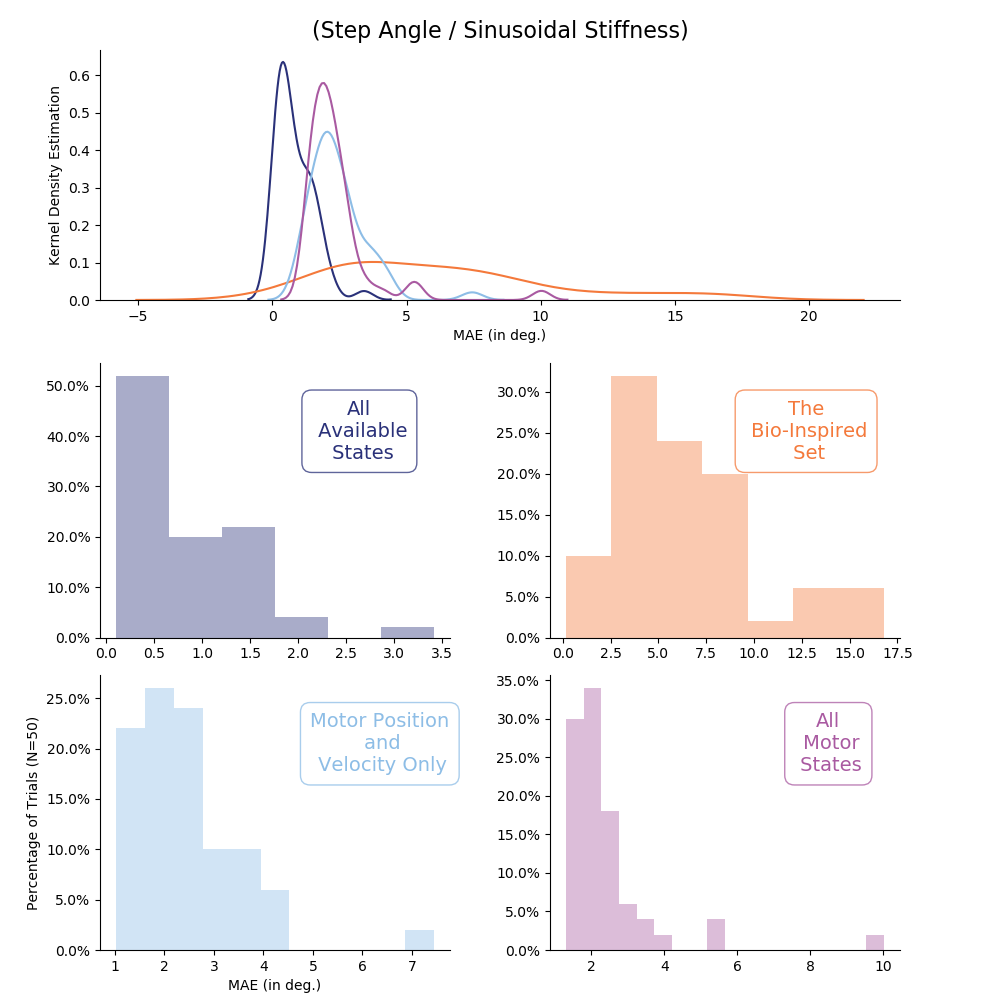 (Step Angle / Sinusoidal Stiffness)
Kernel Density Estimation
0.6
0.5
0.4
0.3
0.2
0.1
0.0
−5 0 5 10 15 20
MAE (in deg.)
50.0%
40.0%
30.0%
20.0%
10.0%
0.0%
All
Available
States
0.0 0.5 1.0 1.5 2.0 2.5 3.0 3.5
30.0%
25.0%
20.0%
15.0%
10.0%
5.0%
0.0%
The
Bio-Inspired
Set
0.0 2.5 5.0 7.5 10.0 12.5 15.0 17.5
Percentage of Trials (N=50)
25.0%
20.0%
15.0%
10.0%
5.0%
0.0%
Motor Position
and
Velocity Only
1 2 3 4 5 6 7
MAE (in deg.)
35.0%
30.0%
25.0%
20.0%
15.0%
10.0%
5.0%
0.0%
All
Motor
States
2 4 6 8 10